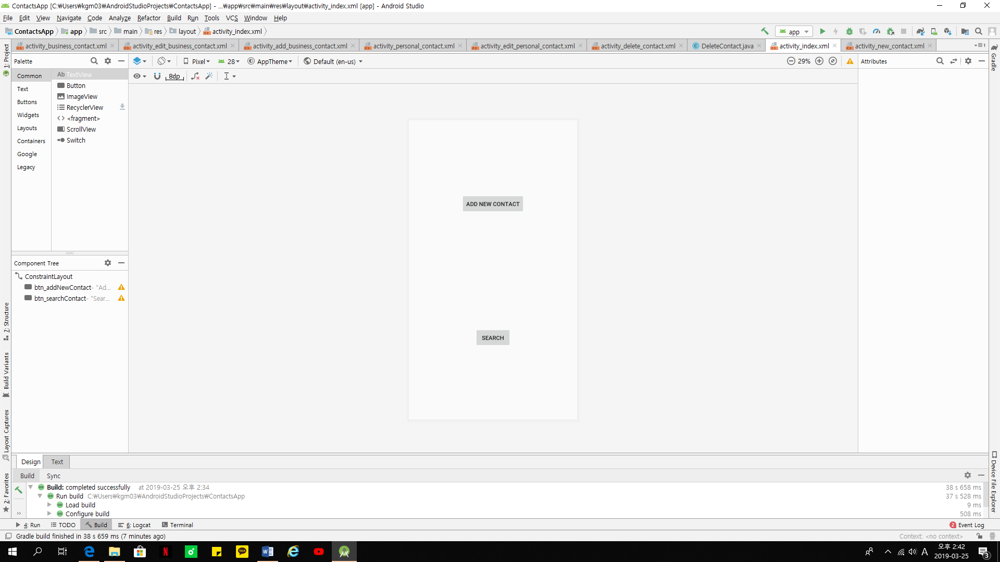 ContactsApp [C:₩Users₩kgm03₩AndroidStudioProjects₩ContactsApp] - ...₩app₩src₩main₩res₩layout₩activity_index.xml [app] - Android Studio
File Edit View Navigate Code Analyze Refactor Build Run Tools VCS Window Help
ContactsApp app src main res layout activity_index.xml app
activity_business_contact.xml activity_edit_business_contact.xml activity_add_business_contact.xml activity_personal_contact.xml activity_edit_personal_contact.xml activity_delete_contact.xml DeleteContact.java activity_index.xml activity_new_contact.xml
1: Project
Gradle
Palette
Pixel 28 AppTheme Default (en-us) 29%
Attributes
8dp
Common
Text
Buttons
Widgets
Layouts
Containers
Google
Legacy
Ab TextView
Button
ImageView
RecyclerView
<fragment>
ScrollView
Switch
ADD NEW CONTACT
SEARCH
Component Tree
ConstraintLayout
btn_addNewContact- "Ad...
btn_searchContact- "Sear...
7: Structure
Build Variants
Layout Captures
2: Favorites
Device File Explorer
Design Text
Build Sync
Build: completed successfully at 2019-03-25 오후 2:34 38 s 658 ms
Run build C:₩Users₩kgm03₩AndroidStudioProjects₩ContactsApp 37 s 528 ms
Load build 9 ms
Configure build 508 ms
4: Run TODO Build 6: Logcat Terminal 2 Event Log
Gradle build finished in 38 s 659 ms (7 minutes ago) Context: <no context>
TALK
A
오후 2:42
2019-03-25
3